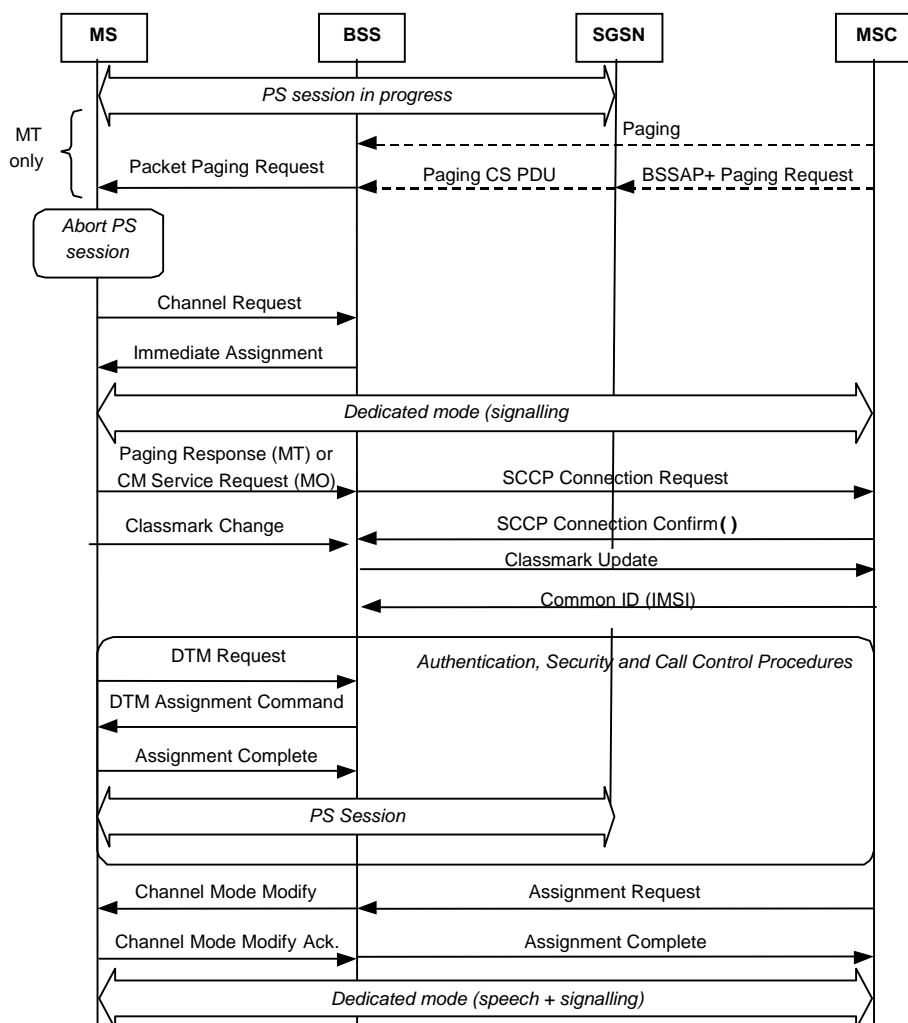 MS BSS SGSN MSC
PS session in progress
MT
only
Paging
Packet Paging Request Paging CS PDU BSSAP+ Paging Request
Abort PS
session
Channel Request
Immediate Assignment
Dedicated mode (signalling
Paging Response (MT) or
CM Service Request (MO) SCCP Connection Request
Classmark Change SCCP Connection Confirm( )
Classmark Update
Common ID (IMSI)
DTM Request Authentication, Security and Call Control Procedures
DTM Assignment Command
Assignment Complete
PS Session
Channel Mode Modify Assignment Request
Channel Mode Modify Ack. Assignment Complete
Dedicated mode (speech + signalling)